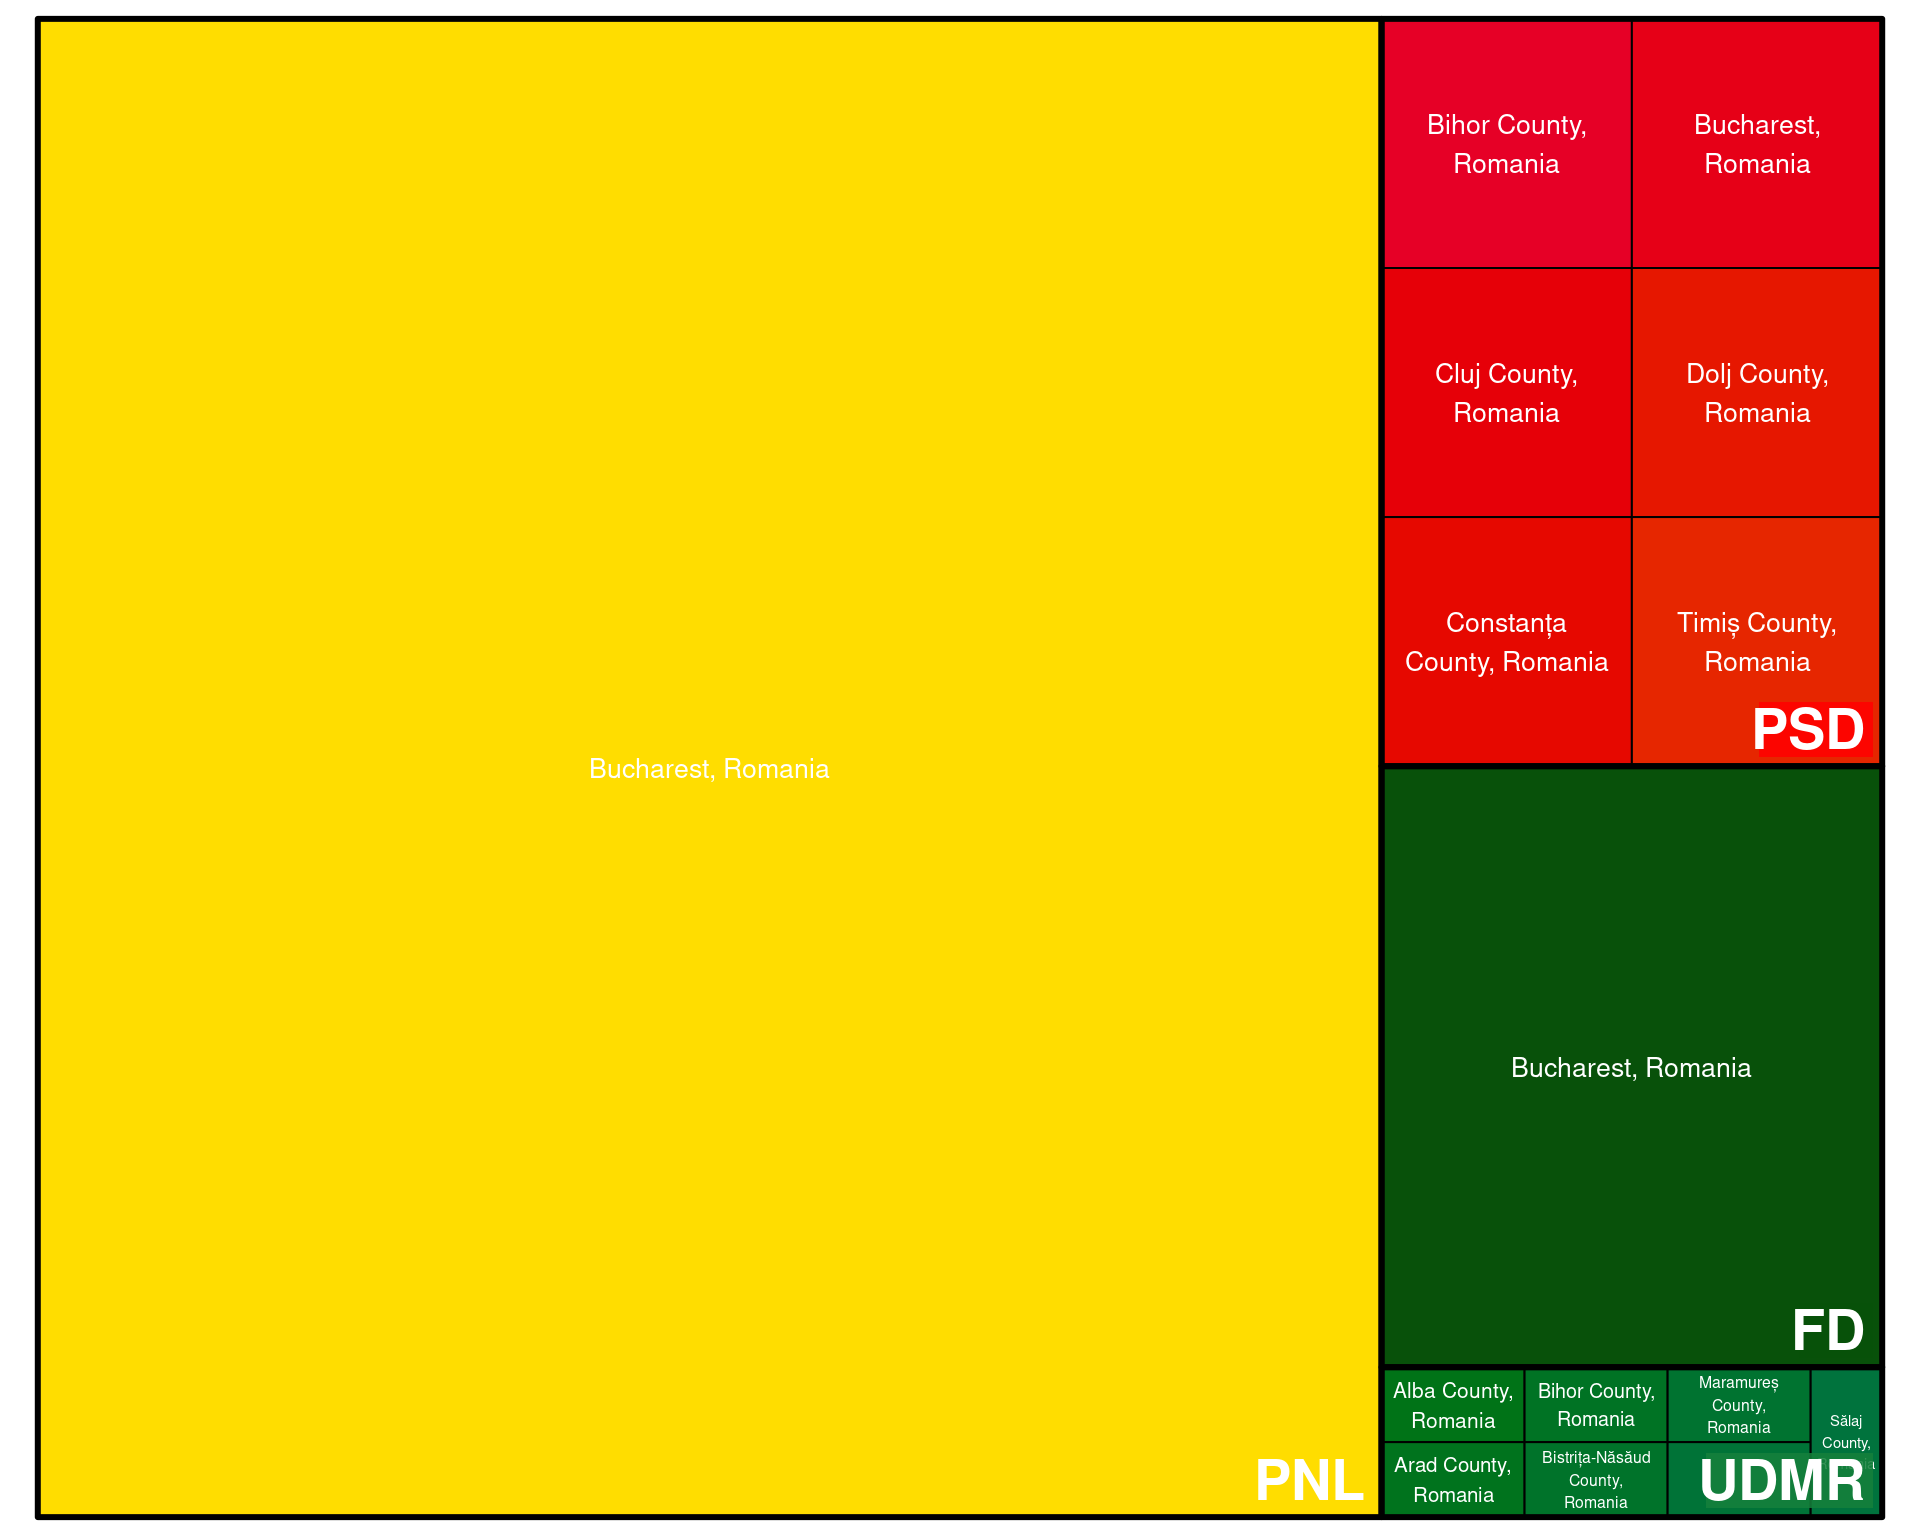 Bucharest, Romania
PNL
Bihor County,
Romania
Bucharest,
Romania
Cluj County,
Romania
Dolj County,
Romania
Constanța
County, Romania
Timiș County,
Romania
PSD
Bucharest, Romania
FD
Alba County,
Romania
Bihor County,
Romania
Maramureș
County,
Romania
Sălaj
County,
Arad County,
Romania
Bistrița-Năsăud
County,
Romania
UDMR